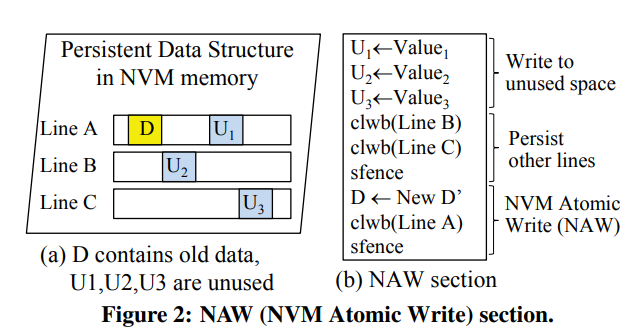 Persistent Data Structure
in NVM memory
Line A D U1
Line B U2
Line C U3
(a) D contains old data,
U1,U2,U3 are unused
U1←Value1
U2←Value2
U3←Value3
clwb(Line B)
clwb(Line C)
sfence
D ← New D’
clwb(Line A)
sfence
Write to
unused space
Persist
other lines
NVM Atomic
Write (NAW)
(b) NAW section
Figure 2: NAW (NVM Atomic Write) section.